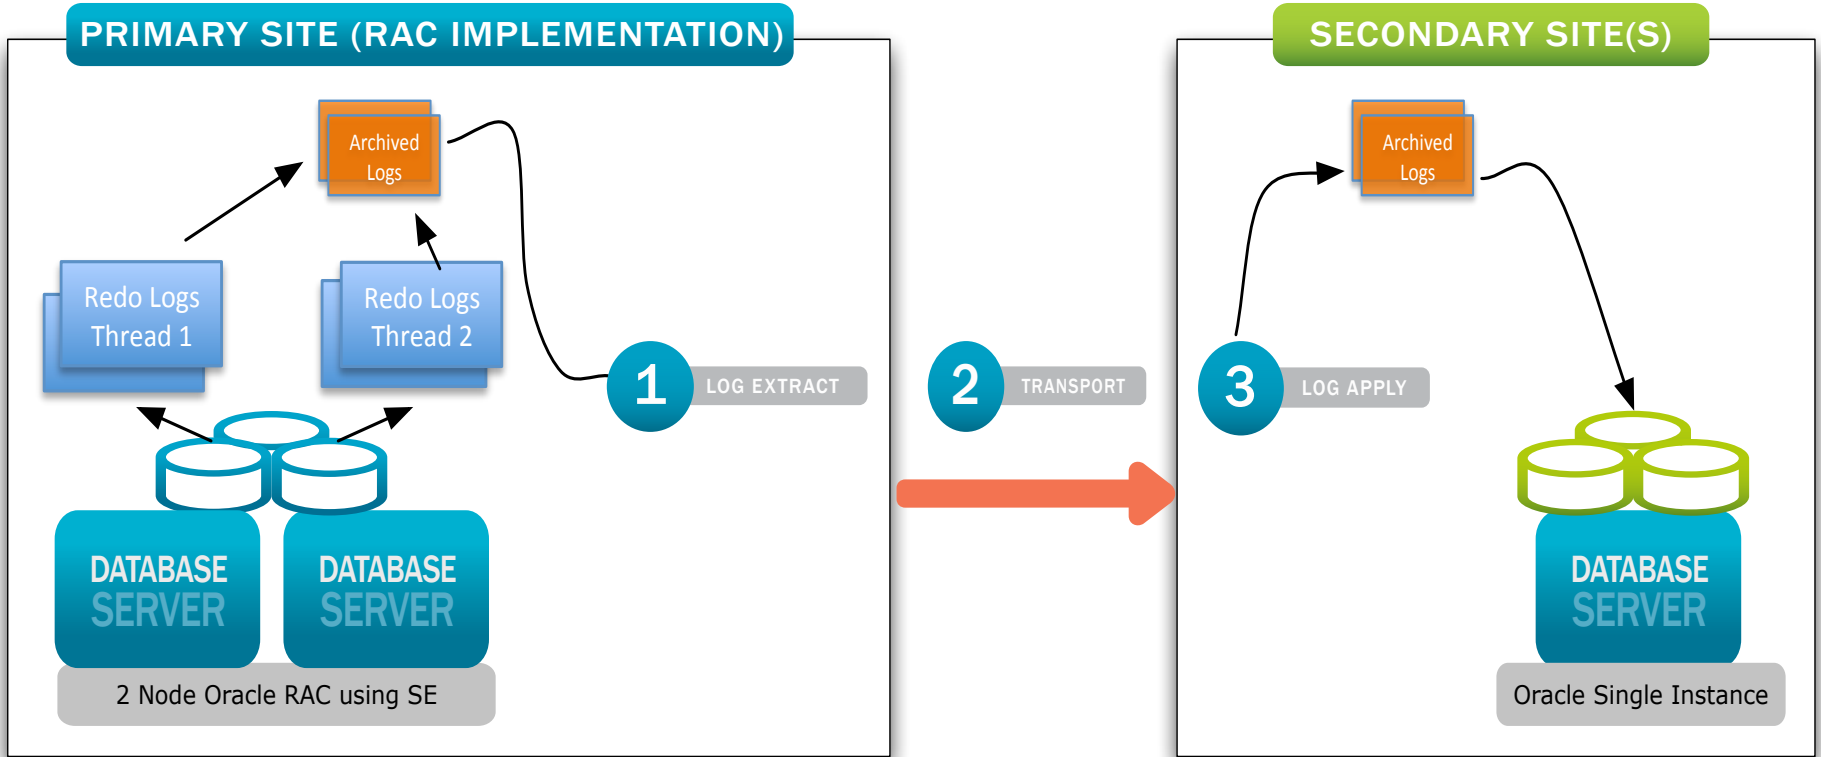 PRIMARY SITE (RAC IMPLEMENTATION)
Archived
Logs
Redo Logs
Thread 1
Redo Logs
Thread 2
1 LOG EXTRACT
DATABASE
SERVER
DATABASE
SERVER
2 Node Oracle RAC using SE
2 TRANSPORT
SECONDARY SITE(S)
Archived
Logs
3 LOG APPLY
DATABASE
SERVER
Oracle Single Instance